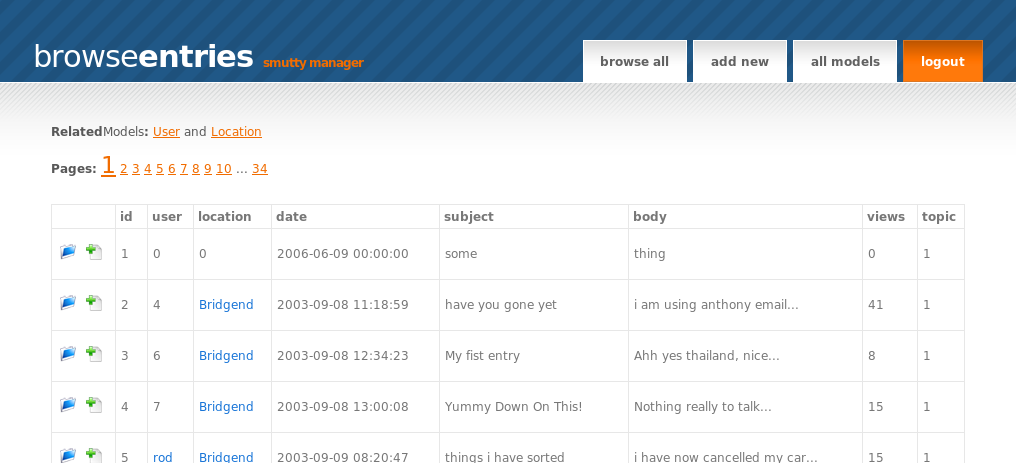 browseentries smutty manager
browse all add new all models logout
RelatedModels: User and Location
Pages: 1 2 3 4 5 6 7 8 9 10 ... 34
id user location date subject body views topic
1 0 0 2006-06-09 00:00:00 some thing 0 1
2 4 Bridgend 2003-09-08 11:18:59 have you gone yet i am using anthony email... 41 1
3 6 Bridgend 2003-09-08 12:34:23 My fist entry Ahh yes thailand, nice... 8 1
4 7 Bridgend 2003-09-08 13:00:08 Yummy Down On This! Nothing really to talk... 15 1
5 rod Bridgend 2003-09-09 08:20:47 things i have sorted i have now cancelled my car... 15 1